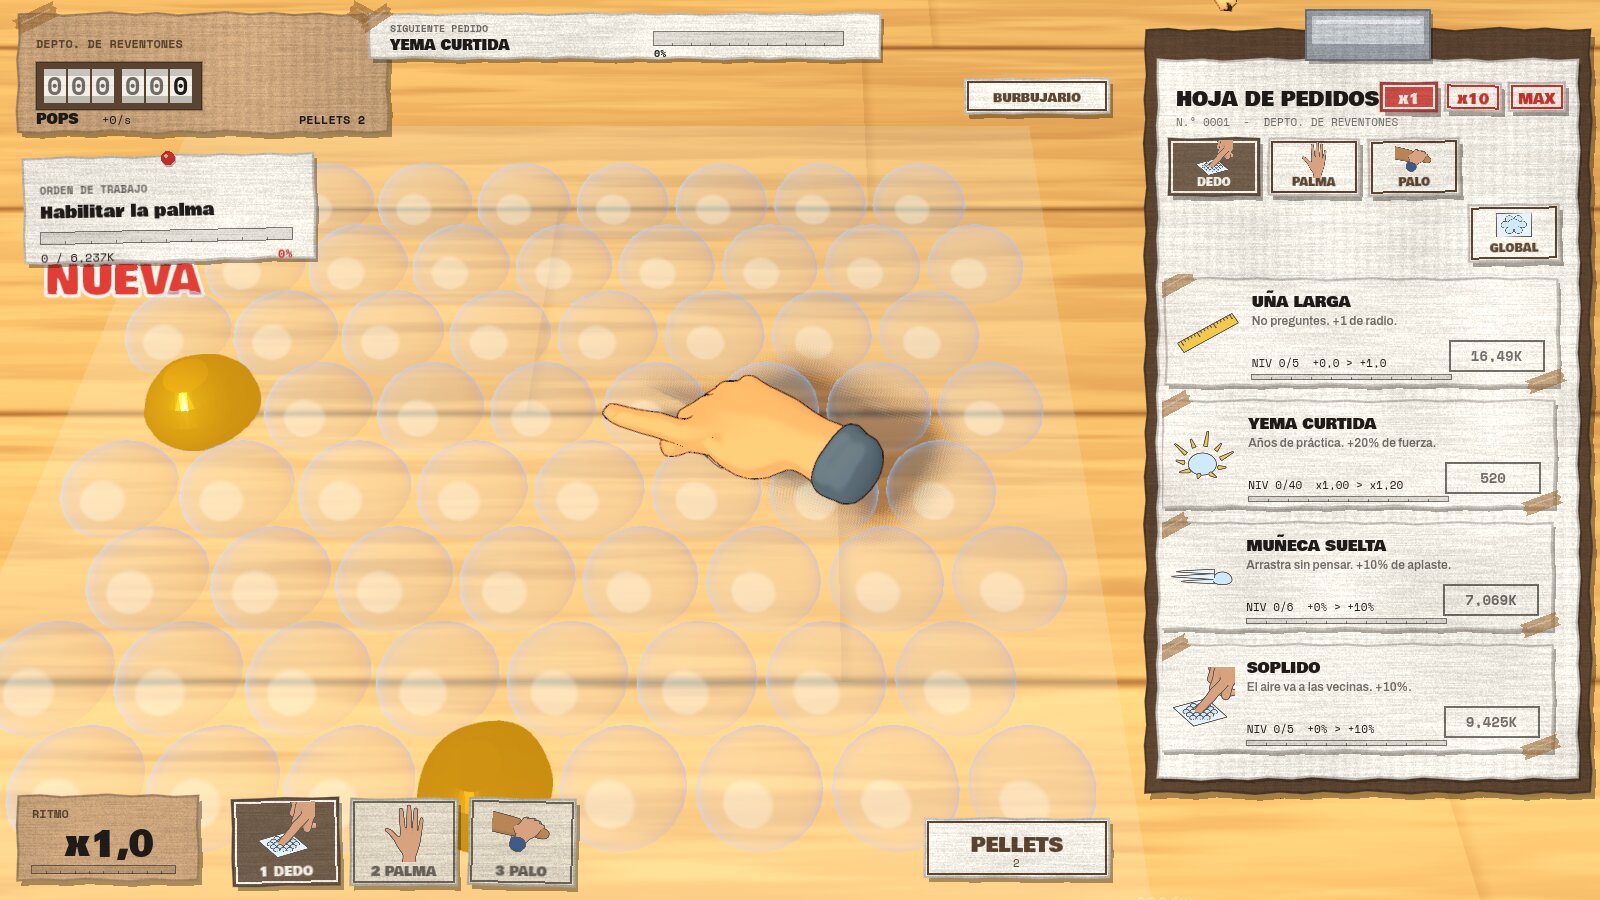 DEPTO. DE REVENTONES
000 000
POPS +0/s PELLETS 2
SIGUIENTE PEDIDO
YEMA CURTIDA
0%
BURBUJARIO
ORDEN DE TRABAJO
Habilitar la palma
0 / 6,237K 0%
NUEVA
HOJA DE PEDIDOS x1 x10 MAX
N.° 0001 - DEPTO. DE REVENTONES
DEDO PALMA PALO
GLOBAL
UÑA LARGA
No preguntes. +1 de radio.
NIV 0/5 +0,0 > +1,0 16,49K
YEMA CURTIDA
Años de práctica. +20% de fuerza.
NIV 0/40 x1,00 > x1,20 520
MUÑECA SUELTA
Arrastra sin pensar. +10% de aplaste.
NIV 0/6 +0% > +10% 7,069K
SOPLIDO
El aire va a las vecinas. +10%.
NIV 0/5 +0% > +10% 9,425K
RITMO
x1,0
1 DEDO 2 PALMA 3 PALO
PELLETS
2